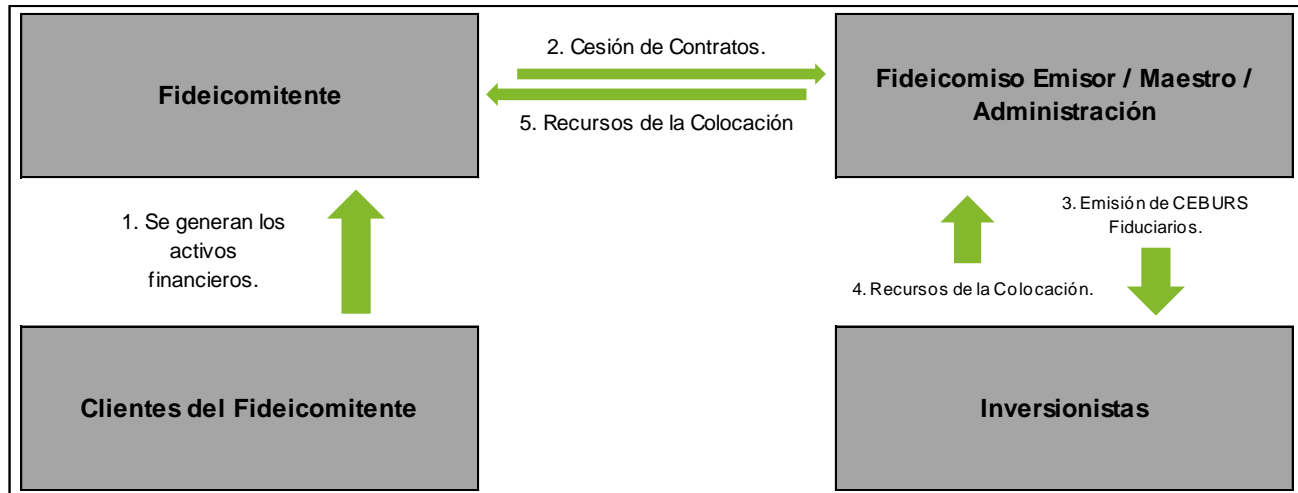 2. Cesión de Contratos.
Fideicomitente
Fideicomiso Emisor / Maestro /
Administración
5. Recursos de la Colocación
1. Se generan los
activos
financieros.
3. Emisión de CEBURS
Fiduciarios.
4. Recursos de la Colocación.
Clientes del Fideicomitente
Inversionistas